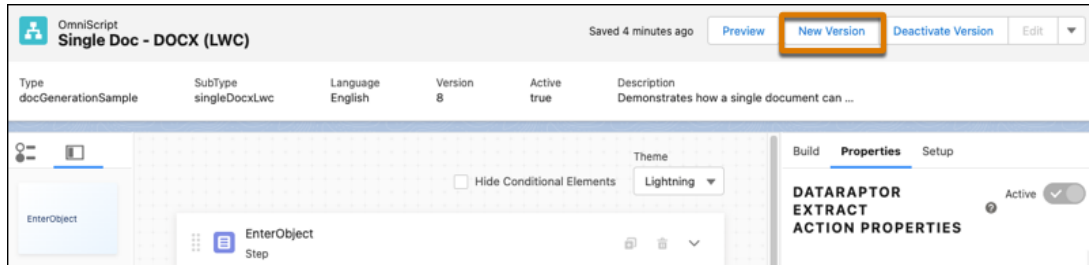 OmniScript
Single Doc - DOCX (LWC)
Saved 4 minutes ago
Preview
New Version
Deactivate Version
Edit
Type
SubType
Language
Version
Active
Description
docGenerationSample
singleDocxLwc
English
8
true
Demonstrates how a single document can ...
Theme
Hide Conditional Elements
Lightning
EnterObject
EnterObject
Step
Build
Properties
Setup
DATARAPTOR
EXTRACT
ACTION PROPERTIES
Active